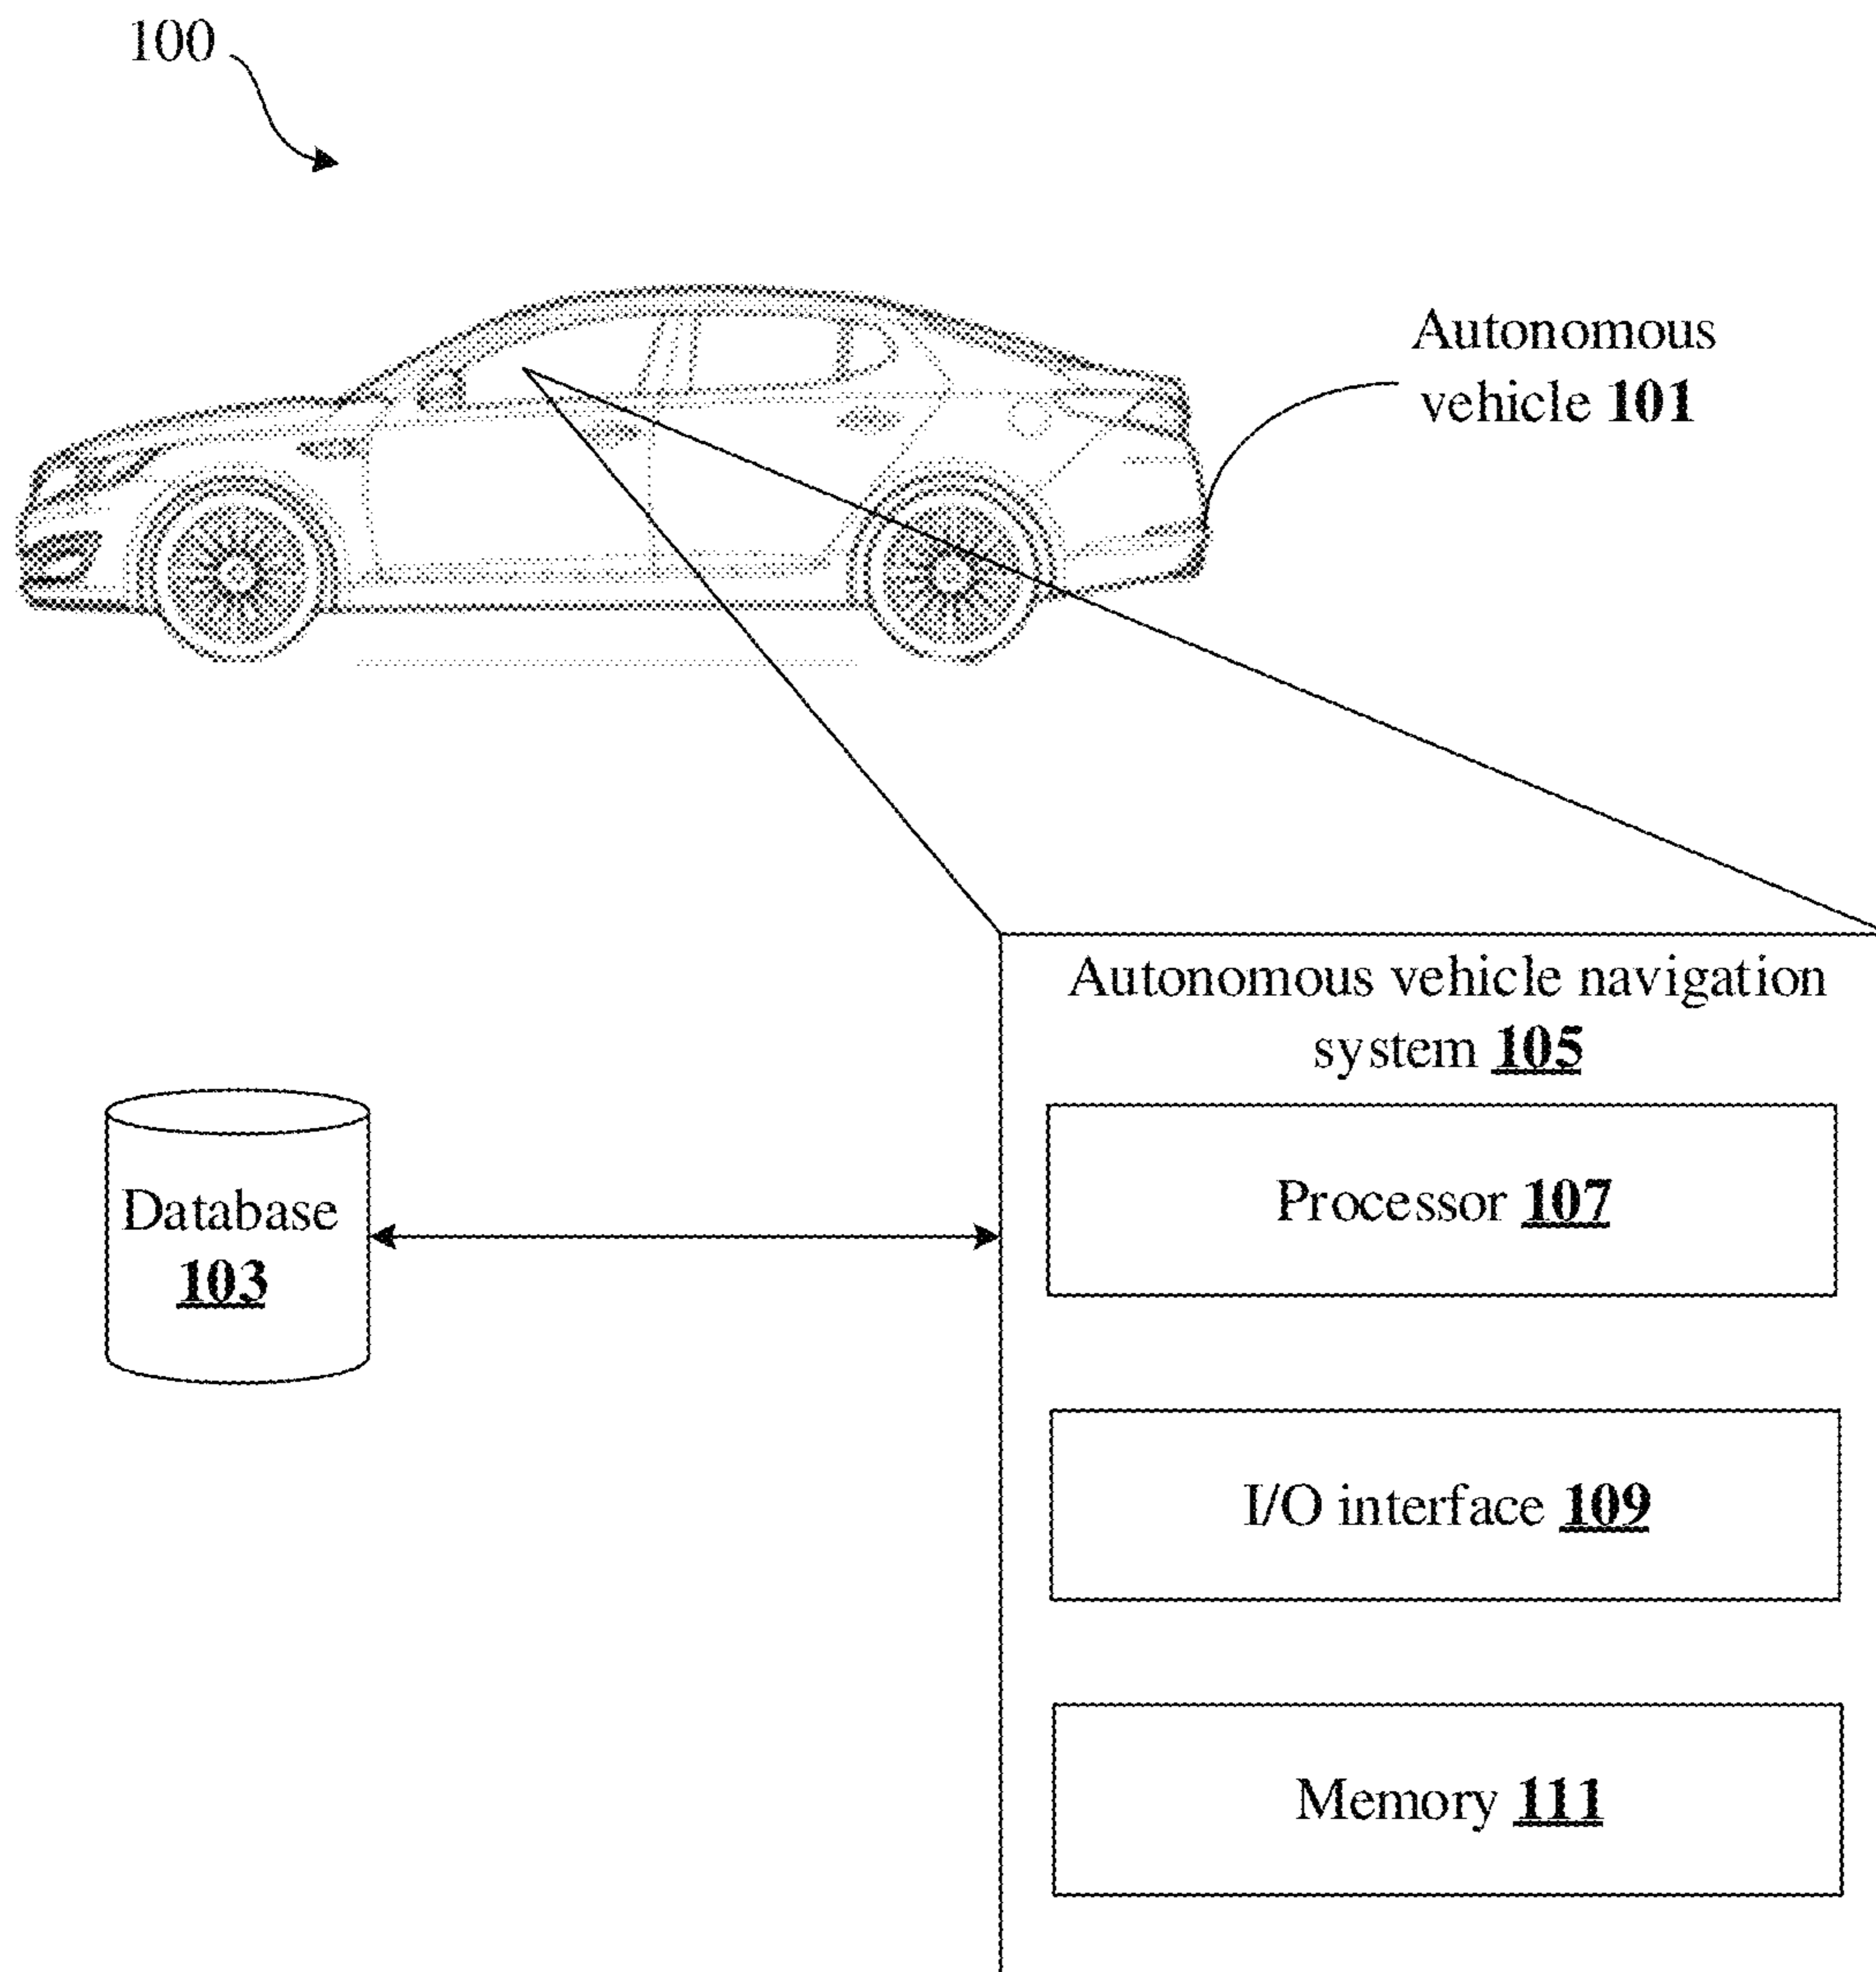 100
Autonomous
vehicle 101
Autonomous vehicle navigation
system 105
Processor 107
Database
103
I/O interface 109
Memory 111